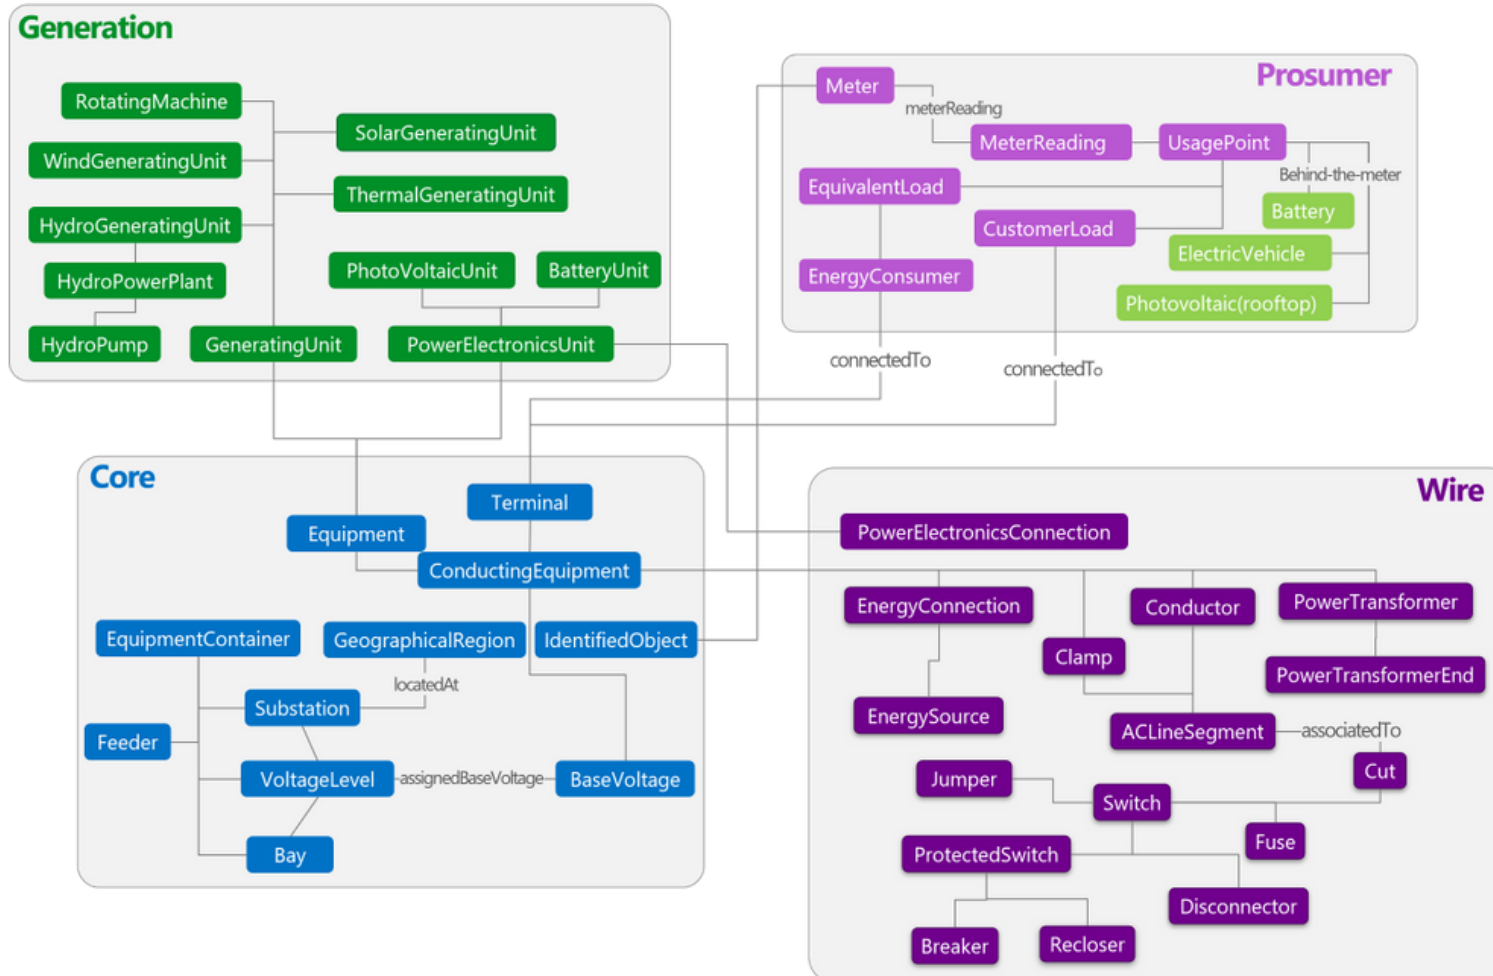 Generation
RotatingMachine
SolarGeneratingUnit
WindGeneratingUnit
ThermalGeneratingUnit
HydroGeneratingUnit
PhotoVoltaicUnit
BatteryUnit
HydroPowerPlant
HydroPump
GeneratingUnit
PowerElectronicsUnit
Prosumer
Meter
meterReading
MeterReading
UsagePoint
Behind-the-meter
EquivalentLoad
Battery
CustomerLoad
ElectricVehicle
EnergyConsumer
Photovoltaic(rooftop)
connectedTo
connectedTo
Core
Terminal
Equipment
ConductingEquipment
EquipmentContainer
GeographicalRegion
IdentifiedObject
locatedAt
Substation
Feeder
VoltageLevel
assignedBaseVoltage
BaseVoltage
Bay
Wire
PowerElectronicsConnection
EnergyConnection
Conductor
PowerTransformer
Clamp
PowerTransformerEnd
EnergySource
ACLineSegment
associatedTo
Jumper
Cut
Switch
Fuse
ProtectedSwitch
Disconnector
Breaker
Recloser